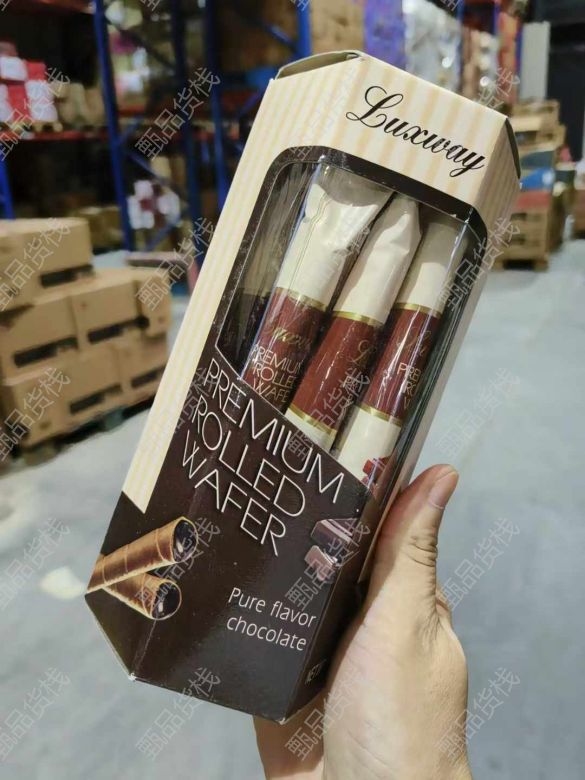 Luxway
PREMIUM
ROLLED
WAFER
PREMIUM
ROLLED
WAFER
Pure flavor
chocolate
甄品货栈